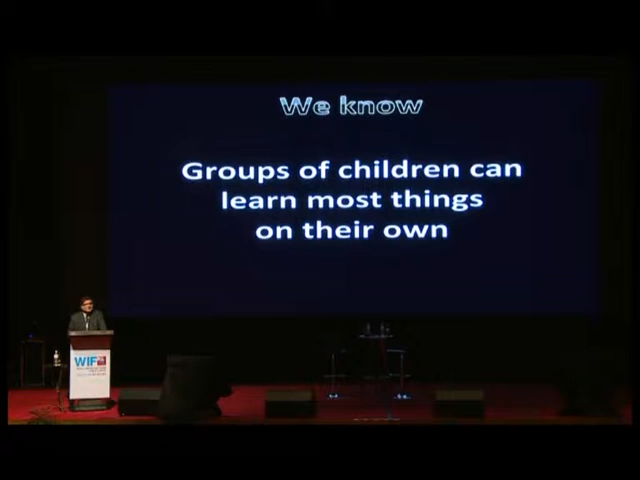 We know
Groups of children can
learn most things
on their own
WIF